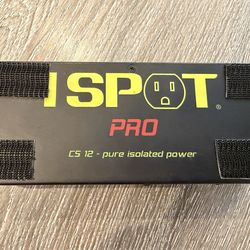 1 SPOT®
PRO
CS 12 - pure isolated power